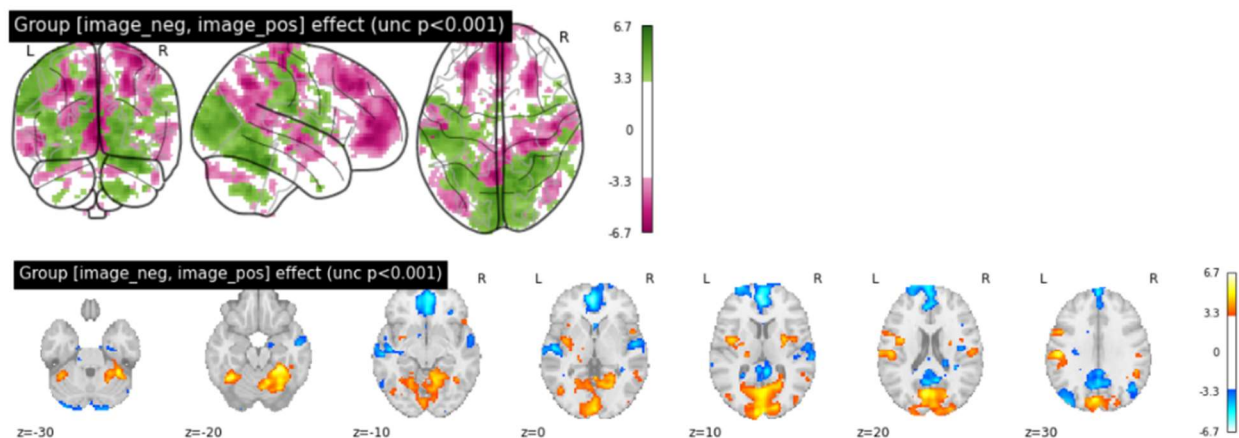 Group [image_neg, image_pos] effect (unc p<0.001)
L R R
6.7
3.3
0
-3.3
-6.7
Group [image_neg, image_pos] effect (unc p<0.001)
R L R L R L R L R
6.7
3.3
0
-3.3
-6.7
z=-30 z=-20 z=-10 z=0 z=10 z=20 z=30